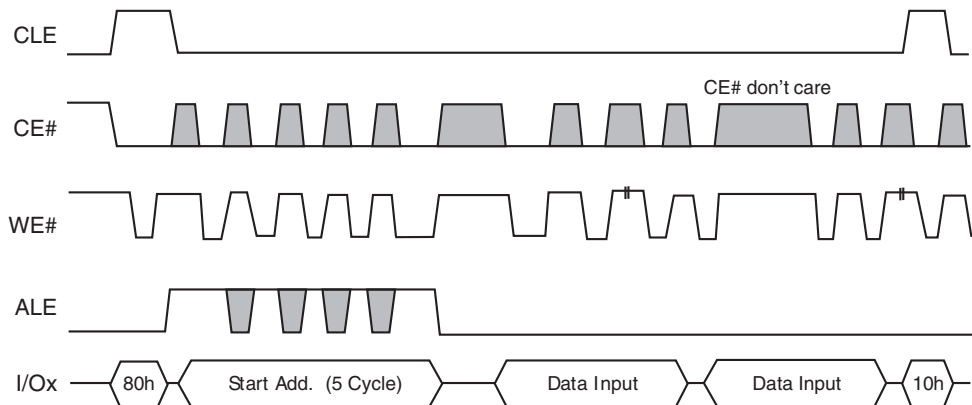 CLE
CE# don't care
CE#
WE#
ALE
I/Ox 80h Start Add. (5 Cycle) Data Input Data Input 10h